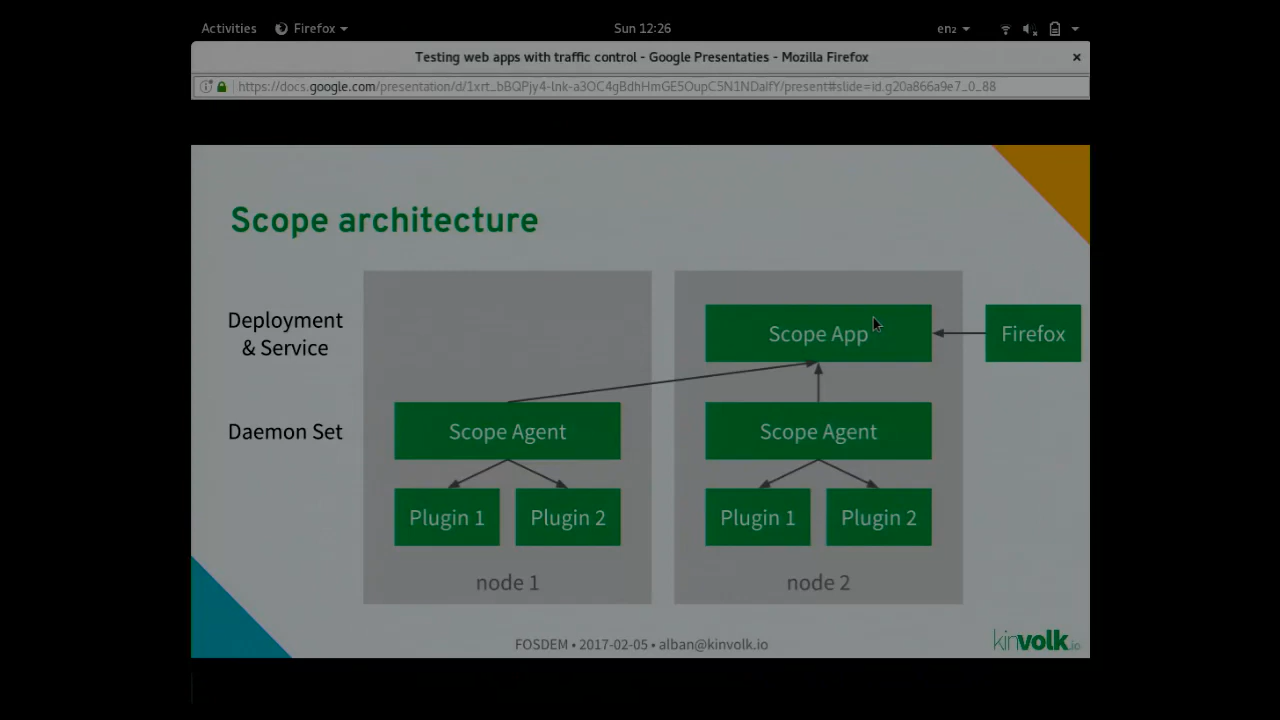 Activities Firefox Sun 12:26 en2
Testing web apps with traffic control - Google Presentaties - Mozilla Firefox ×
https://docs.google.com/presentation/d/1xrt_bBQPjy4-lnk-a3OC4gBdhHmGE5OupC5N1NDaIfY/present#slide=id.g20a866a9e7_0_88
Scope architecture
Deployment
& Service
Scope App
Firefox
Daemon Set
Scope Agent
Scope Agent
Plugin 1
Plugin 2
Plugin 1
Plugin 2
node 1
node 2
FOSDEM • 2017-02-05 • alban@kinvolk.io
kinvolk.io